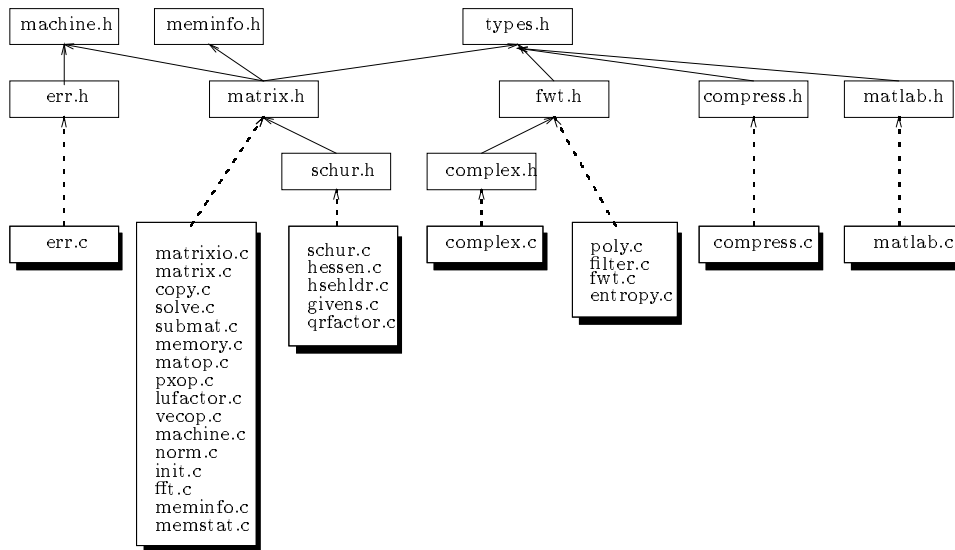 machine.h
meminfo.h
types.h
err.h
matrix.h
fwt.h
compress.h
matlab.h
schur.h
complex.h
err.c
matrixio.c
matrix.c
copy.c
solve.c
submat.c
memory.c
matop.c
pxop.c
lufactor.c
vecop.c
machine.c
norm.c
init.c
fft.c
meminfo.c
memstat.c
schur.c
hessen.c
hsehldr.c
givens.c
qrfactor.c
complex.c
poly.c
filter.c
fwt.c
entropy.c
compress.c
matlab.c